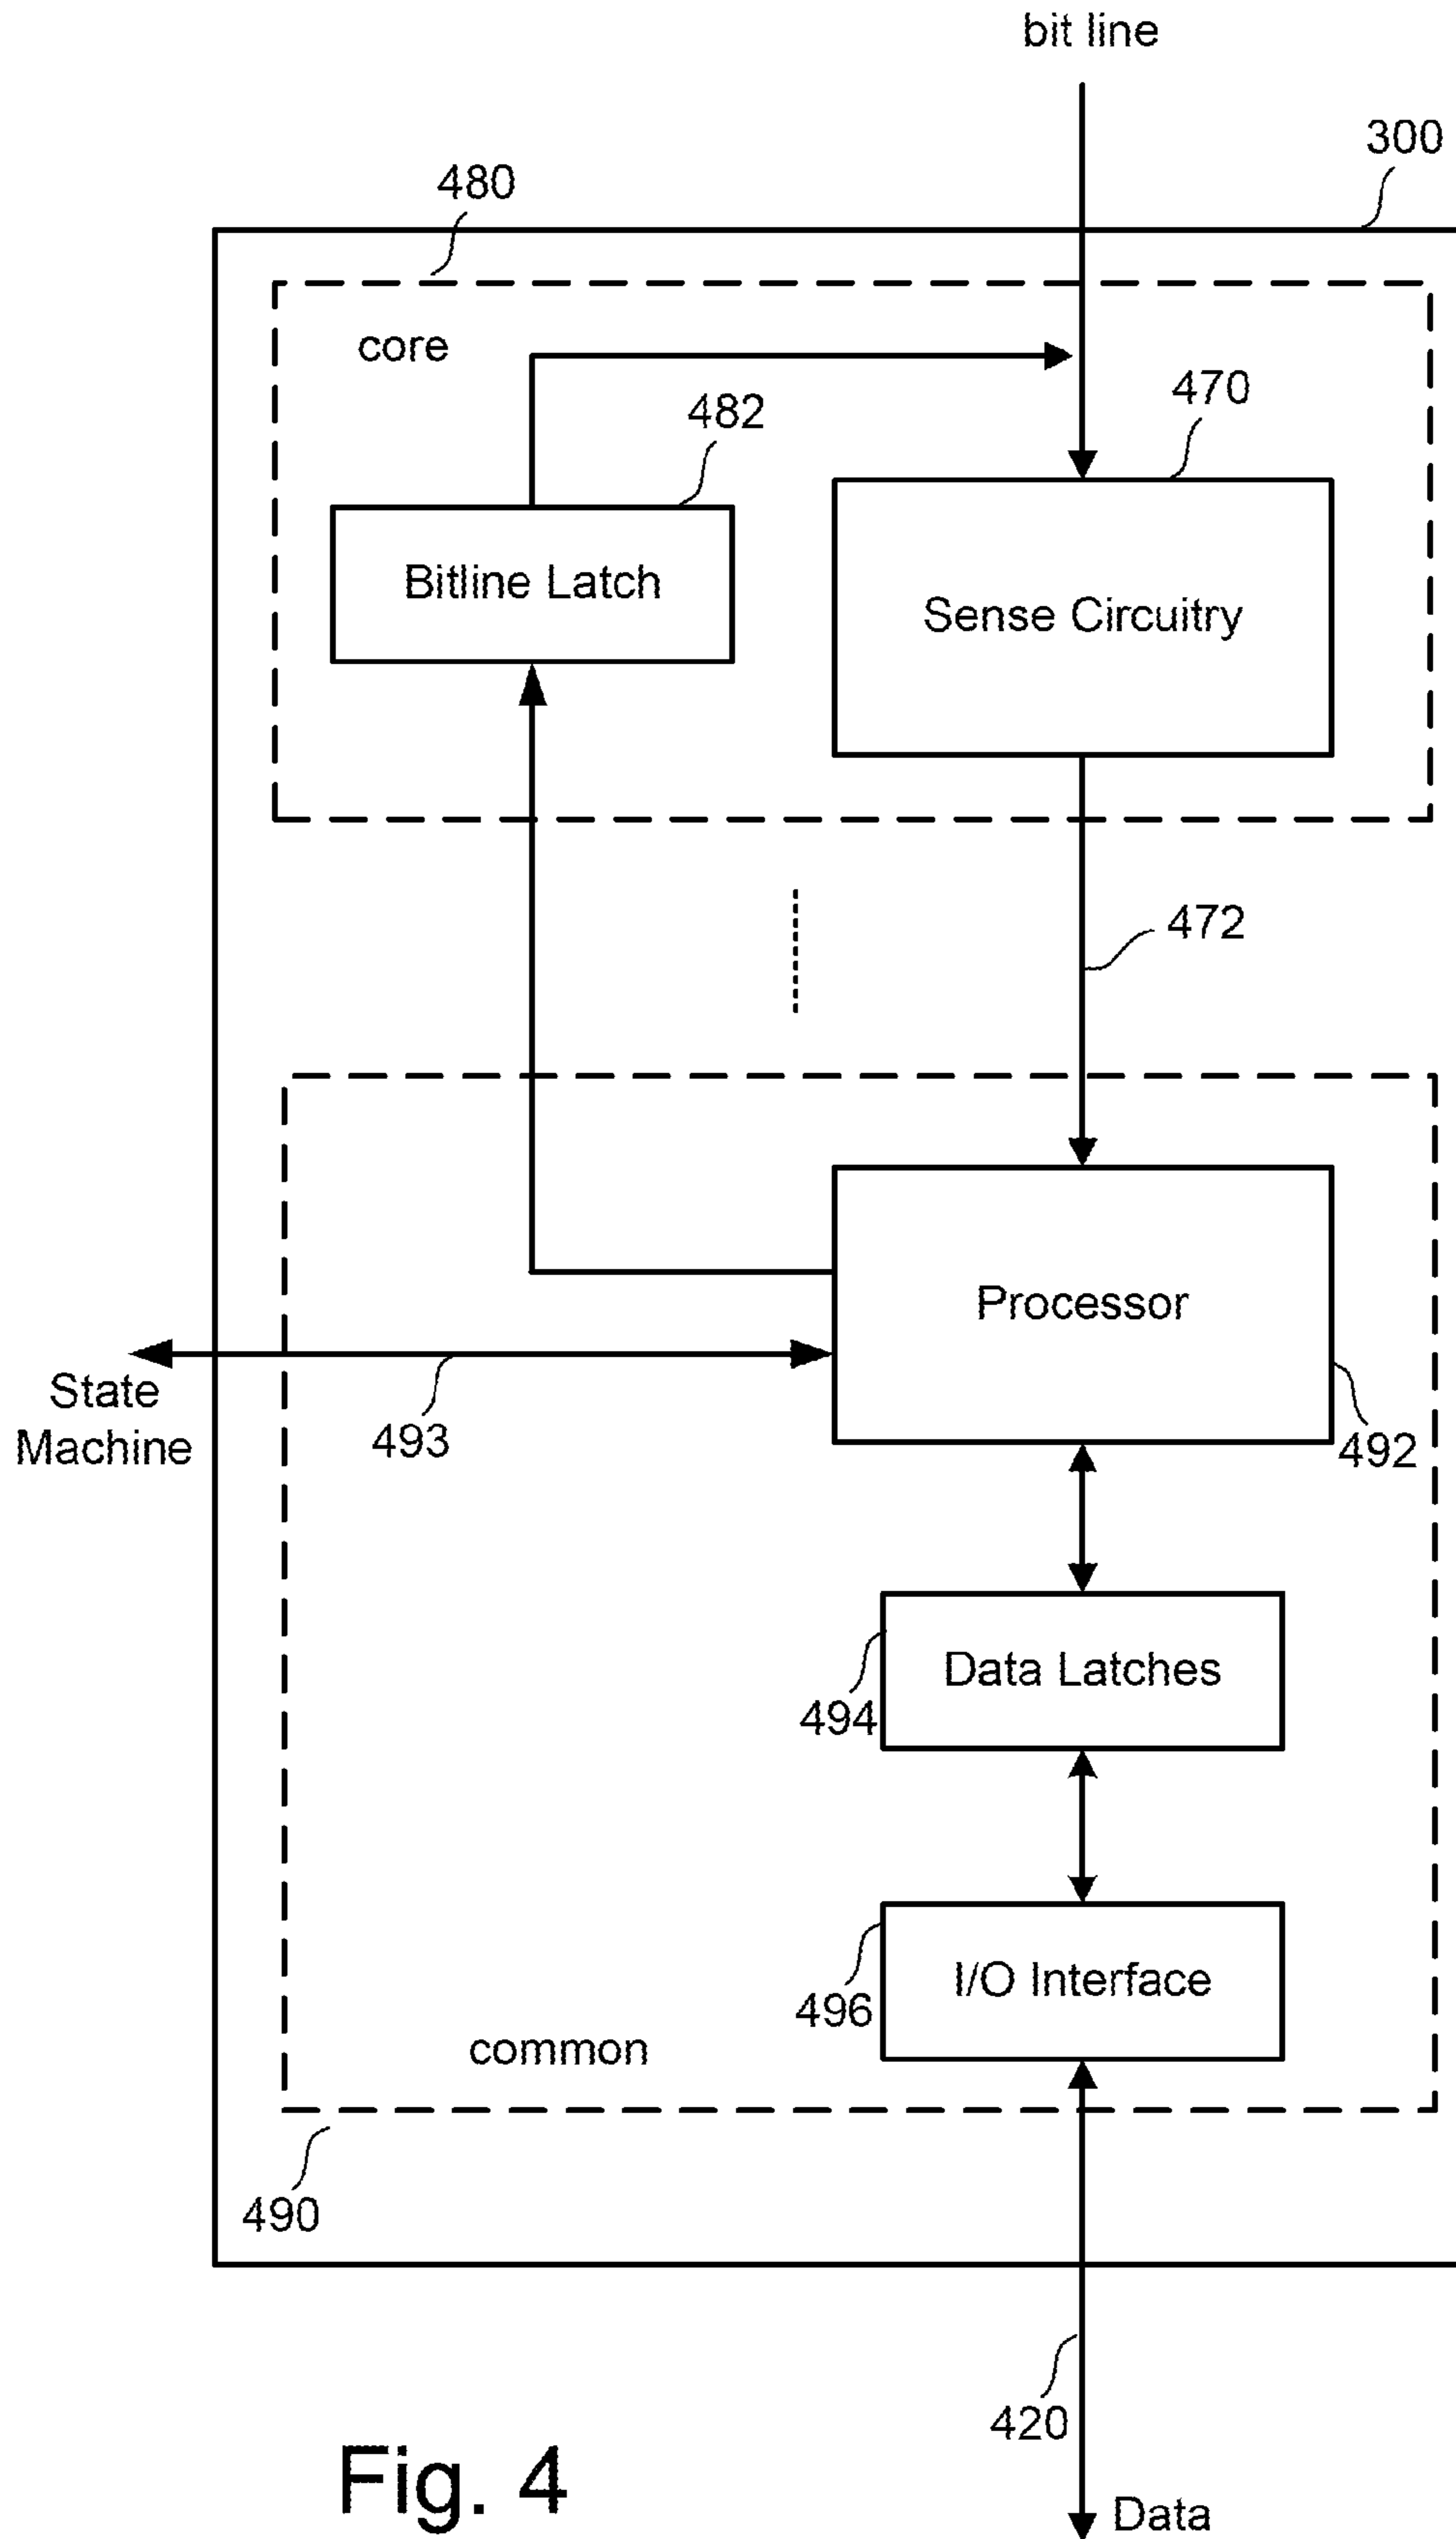 bit line
300
480
core
470
482
Bitline Latch
Sense Circuitry
472
Processor
State
Machine
493
492
Data Latches
494
I/O Interface
496
common
490
420
Fig. 4
Data